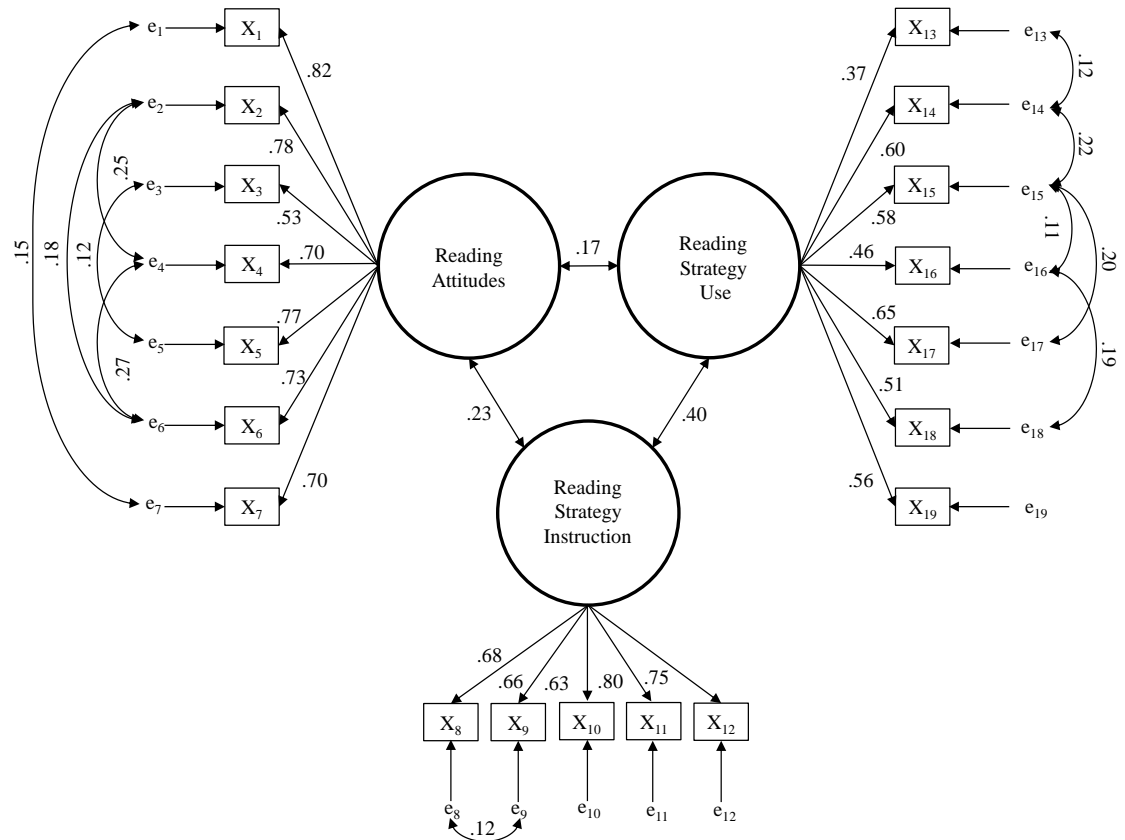 e1
X1
.82
e2
X2
.78
.25
e3
X3
.53
.15
.18
.12
e4
X4
.70
e5
X5
.77
.27
e6
X6
.73
e7
X7
.70
Reading
Attitudes
.17
Reading
Strategy
Use
.23
.40
Reading
Strategy
Instruction
X13
e13
.37
.12
X14
e14
.60
.22
X15
e15
.58
.11
.46
X16
e16
.20
.65
X17
e17
.19
.51
X18
e18
.56
X19
e19
.68
.66
.63
.80
.75
X8
X9
X10
X11
X12
e8
e9
e10
e11
e12
.12